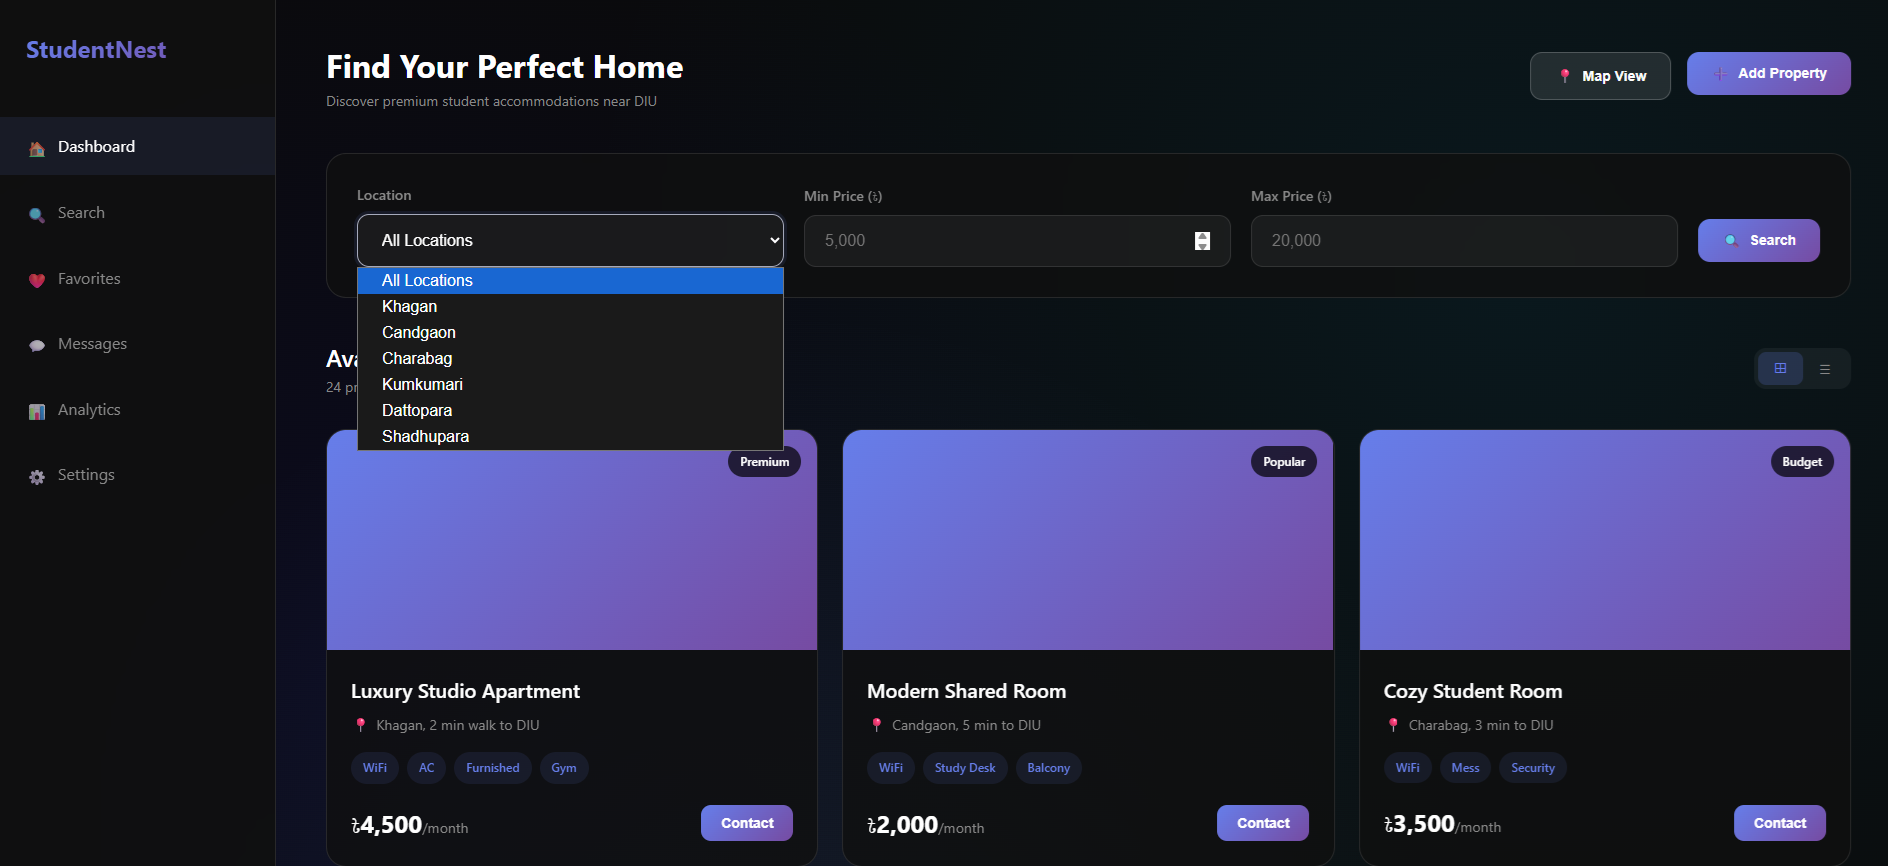 StudentNest
Dashboard
Search
Favorites
Messages
Analytics
Settings
Find Your Perfect Home
Discover premium student accommodations near DIU
Map View
Add Property
Location
All Locations
Min Price (৳)
5,000
Max Price (৳)
20,000
Search
All Locations
Khagan
Candgaon
Charabag
Kumkumari
Dattopara
Shadhupara
24
Premium
Luxury Studio Apartment
Khagan, 2 min walk to DIU
WiFi AC Furnished Gym
৳4,500/month
Contact
Popular
Modern Shared Room
Candgaon, 5 min to DIU
WiFi Study Desk Balcony
৳2,000/month
Contact
Budget
Cozy Student Room
Charabag, 3 min to DIU
WiFi Mess Security
৳3,500/month
Contact